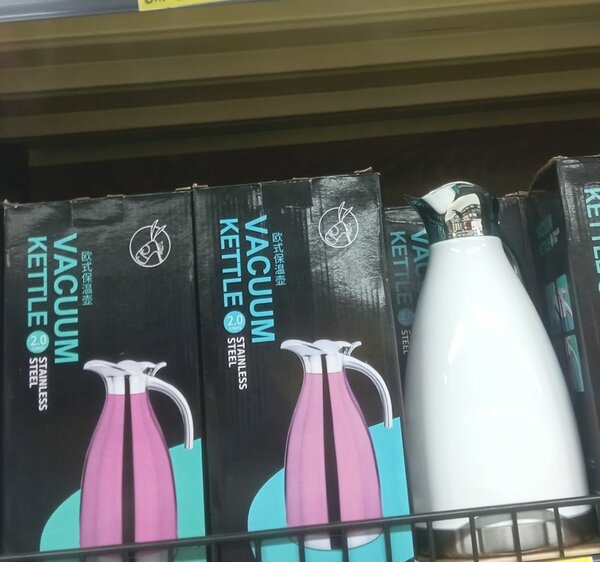 VACUUM
KETTLE
欧式保温壶
2.0
STAINLESS
STEEL
VACUUM
KETTLE
欧式保温壶
2.0
STAINLESS
STEEL